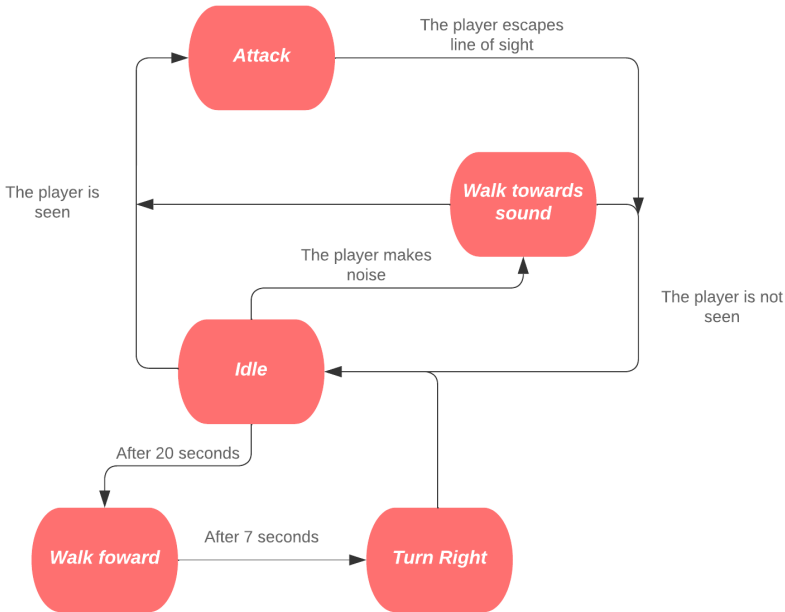 Attack
The player escapes
line of sight
The player is
seen
Walk towards
sound
The player makes
noise
The player is not
seen
Idle
After 20 seconds
Walk foward
After 7 seconds
Turn Right